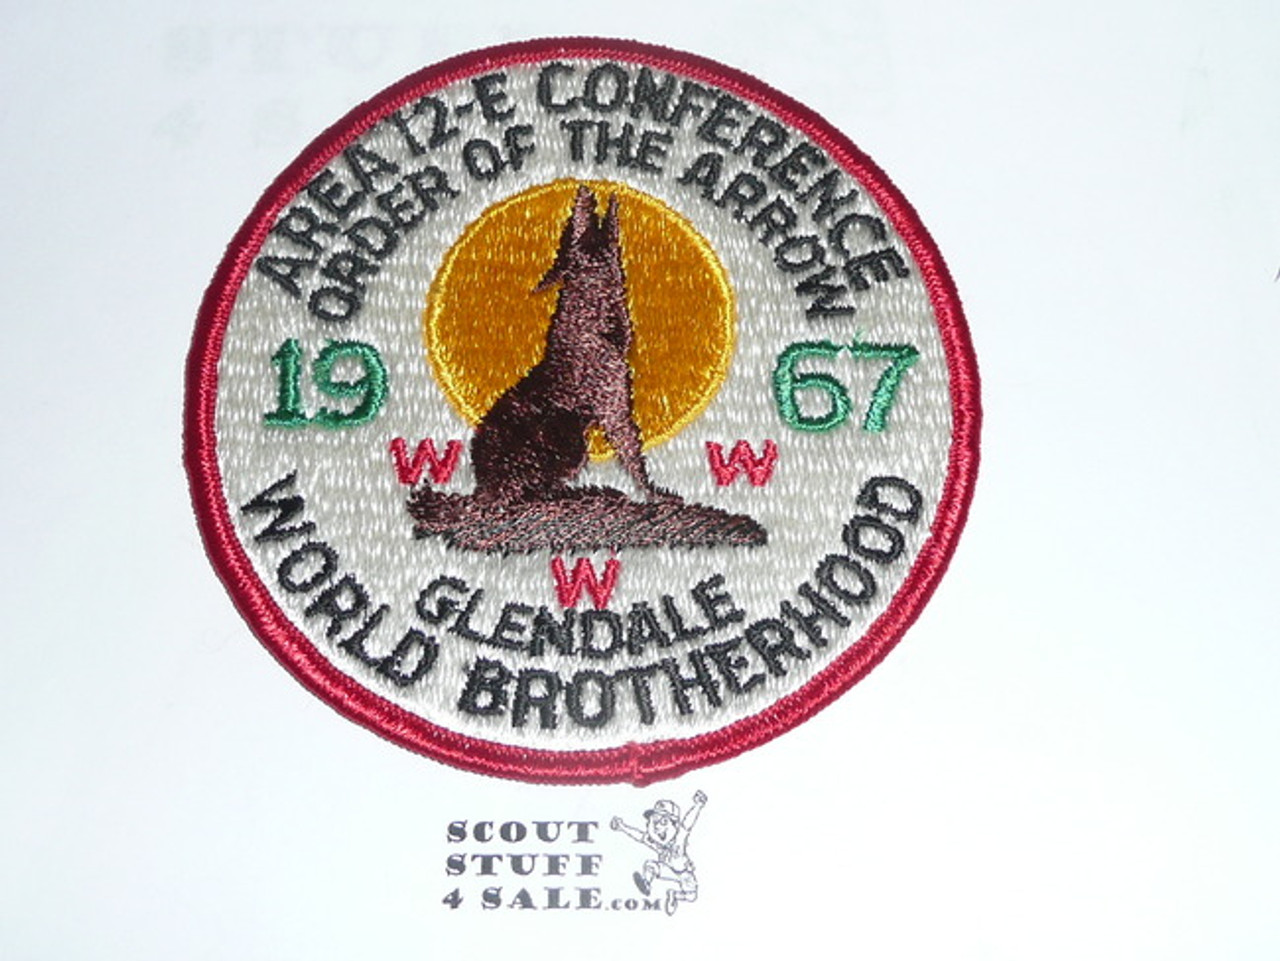 AREA 12-E CONFERENCE
ORDER OF THE ARROW
19 67
W W
W
GLENDALE
WORLD BROTHERHOOD
SCOUT
STUFF
4 SALE.COM